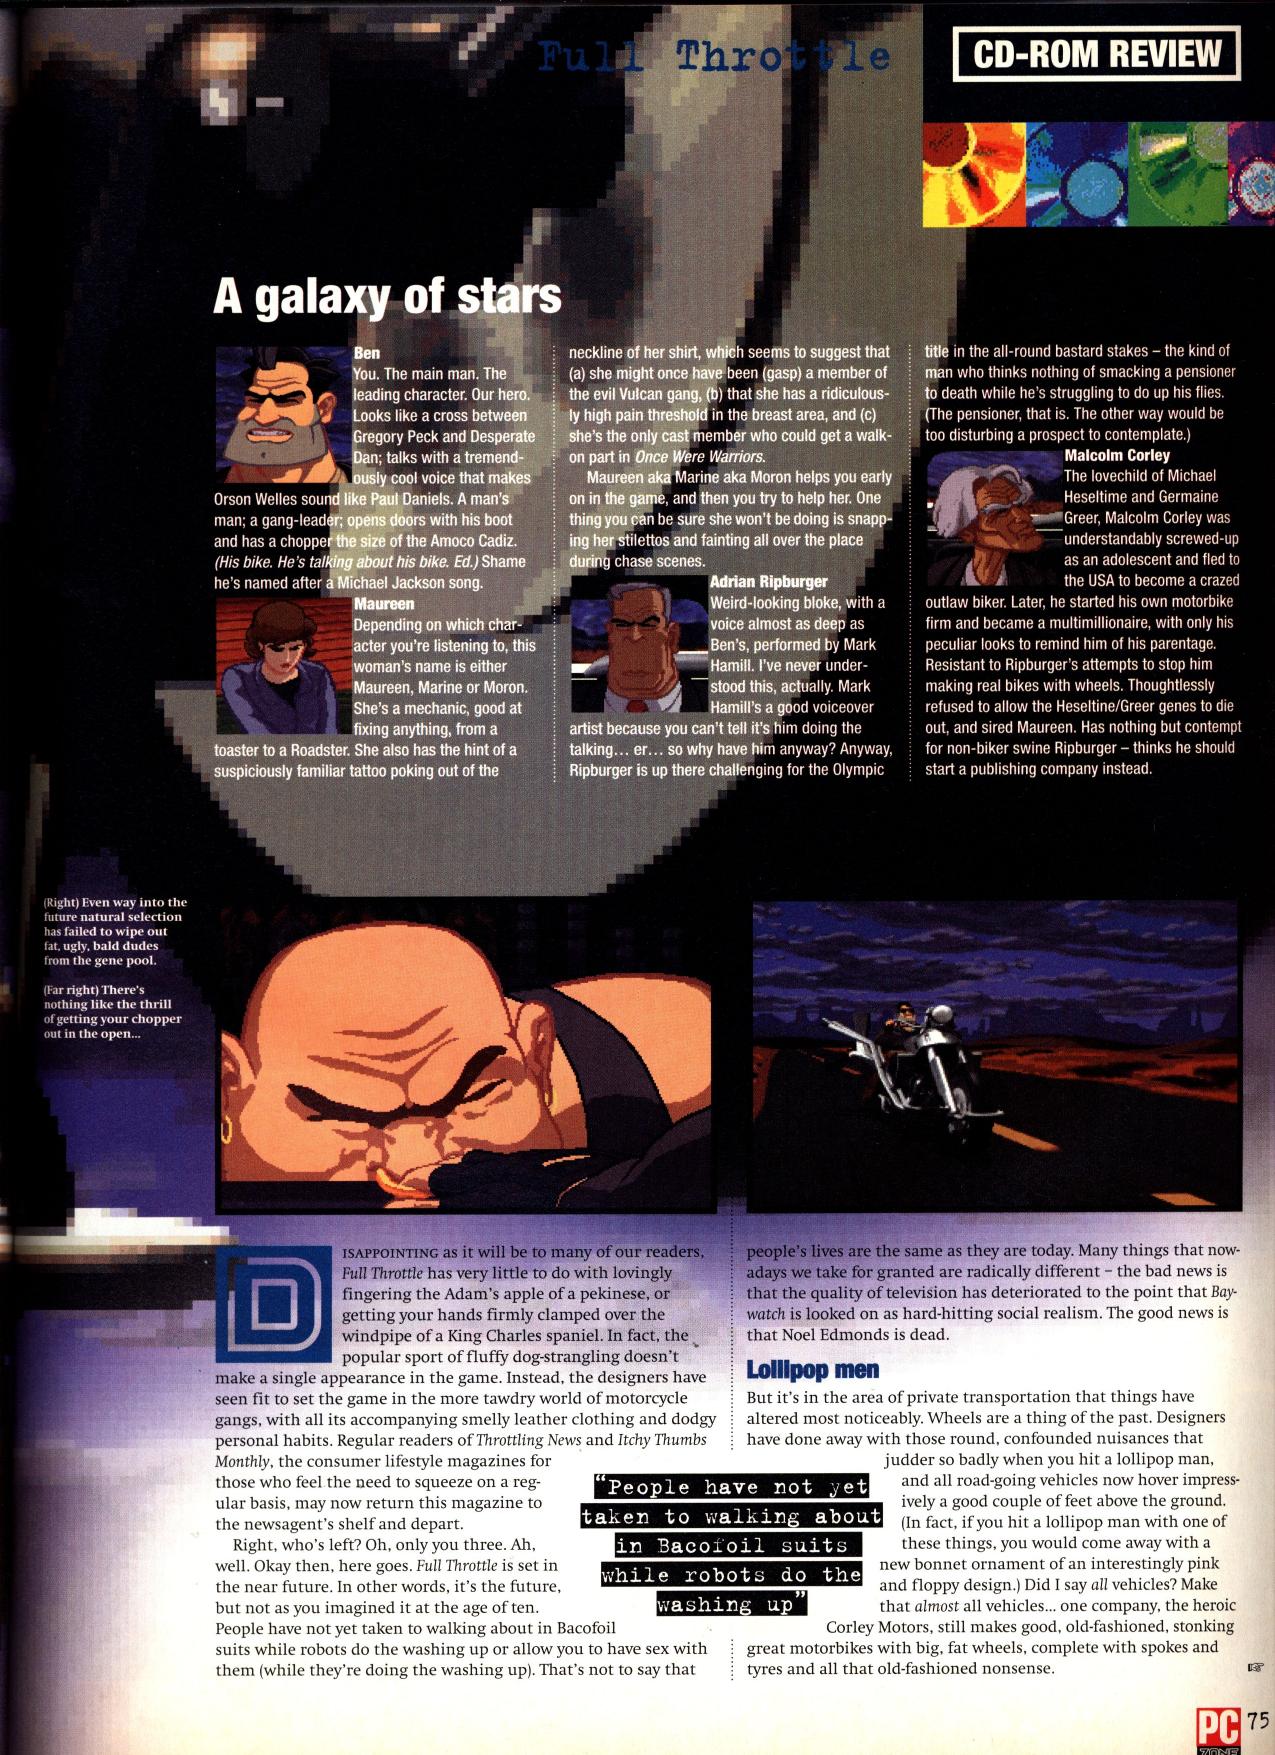 Full Throttle
CD-ROM REVIEW
A galaxy of stars
Ben
You. The main man. The
leading character. Our hero.
Looks like a cross between
Gregory Peck and Desperate
Dan; talks with a tremend-
ously cool voice that makes
Orson Welles sound like Paul Daniels. A man's
man; a gang-leader; opens doors with his boot
and has a chopper the size of the Amoco Cadiz.
(His bike. He's talking about his bike. Ed.) Shame
he's named after a Michael Jackson song.
Maureen
Depending on which char-
acter you're listening to, this
woman's name is either
Maureen, Marine or Moron.
She's a mechanic, good at
fixing anything, from a
toaster to a Roadster. She also has the hint of a
suspiciously familiar tattoo poking out of the
neckline of her shirt, which seems to suggest that
(a) she might once have been (gasp) a member of
the evil Vulcan gang, (b) that she has a ridiculous-
ly high pain threshold in the breast area, and (c)
she's the only cast member who could get a walk-
on part in Once Were Warriors.
Maureen aka Marine aka Moron helps you early
on in the game, and then you try to help her. One
thing you can be sure she won't be doing is snapp-
ing her stilettos and fainting all over the place
during chase scenes.
Adrian Ripburger
Weird-looking bloke, with a
voice almost as deep as
Ben's, performed by Mark
Hamill. I've never under-
stood this, actually. Mark
Hamill's a good voiceover
artist because you can't tell it's him doing the
talking... er... so why have him anyway? Anyway,
Ripburger is up there challenging for the Olympic
title in the all-round bastard stakes – the kind of
man who thinks nothing of smacking a pensioner
to death while he's struggling to do up his flies.
(The pensioner, that is. The other way would be
too disturbing a prospect to contemplate.)
Malcolm Corley
The lovechild of Michael
Heseltime and Germaine
Greer, Malcolm Corley was
understandably screwed-up
as an adolescent and fled to
the USA to become a crazed
outlaw biker. Later, he started his own motorbike
firm and became a multimillionaire, with only his
peculiar looks to remind him of his parentage.
Resistant to Ripburger's attempts to stop him
making real bikes with wheels. Thoughtlessly
refused to allow the Heseltine/Greer genes to die
out, and sired Maureen. Has nothing but contempt
for non-biker swine Ripburger – thinks he should
start a publishing company instead.
(Right) Even way into the
future natural selection
has failed to wipe out
fat, ugly, bald dudes
from the gene pool.
(Far right) There's
nothing like the thrill
of getting your chopper
out in the open...
DISAPPOINTING as it will be to many of our readers,
Full Throttle has very little to do with lovingly
fingering the Adam's apple of a pekinese, or
getting your hands firmly clamped over the
windpipe of a King Charles spaniel. In fact, the
popular sport of fluffy dog-strangling doesn't
make a single appearance in the game. Instead, the designers have
seen fit to set the game in the more tawdry world of motorcycle
gangs, with all its accompanying smelly leather clothing and dodgy
personal habits. Regular readers of Throttling News and Itchy Thumbs
Monthly, the consumer lifestyle magazines for
those who feel the need to squeeze on a reg-
ular basis, may now return this magazine to
the newsagent's shelf and depart.
Right, who's left? Oh, only you three. Ah,
well. Okay then, here goes. Full Throttle is set in
the near future. In other words, it's the future,
but not as you imagined it at the age of ten.
People have not yet taken to walking about in Bacofoil
suits while robots do the washing up or allow you to have sex with
them (while they're doing the washing up). That's not to say that
"People have not yet
taken to walking about
in Bacofoil suits
while robots do the
washing up"
people's lives are the same as they are today. Many things that now-
adays we take for granted are radically different – the bad news is
that the quality of television has deteriorated to the point that Bay-
watch is looked on as hard-hitting social realism. The good news is
that Noel Edmonds is dead.
Lollipop men
But it's in the area of private transportation that things have
altered most noticeably. Wheels are a thing of the past. Designers
have done away with those round, confounded nuisances that
judder so badly when you hit a lollipop man,
and all road-going vehicles now hover impress-
ively a good couple of feet above the ground.
(In fact, if you hit a lollipop man with one of
these things, you would come away with a
new bonnet ornament of an interestingly pink
and floppy design.) Did I say all vehicles? Make
that almost all vehicles... one company, the heroic
Corley Motors, still makes good, old-fashioned, stonking
great motorbikes with big, fat wheels, complete with spokes and
tyres and all that old-fashioned nonsense.
PC
ZONE
75